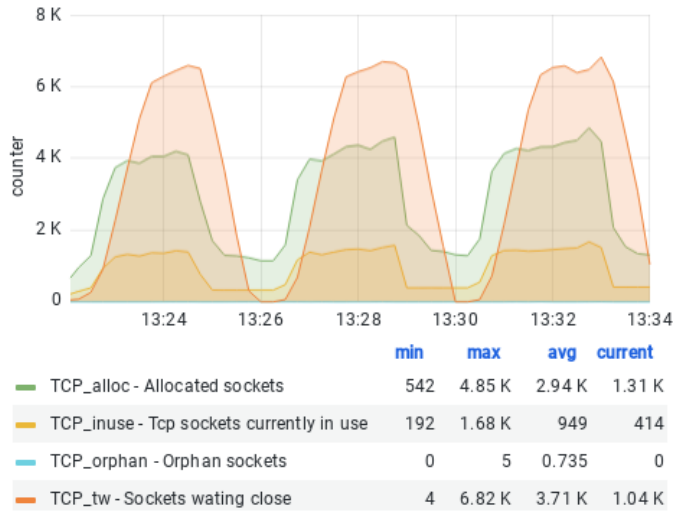 8 K
6 K
4 K
2 K
0
counter
13:24 13:26 13:28 13:30 13:32 13:34
min max avg current
TCP_alloc - Allocated sockets 542 4.85 K 2.94 K 1.31 K
TCP_inuse - Tcp sockets currently in use 192 1.68 K 949 414
TCP_orphan - Orphan sockets 0 5 0.735 0
TCP_tw - Sockets wating close 4 6.82 K 3.71 K 1.04 K